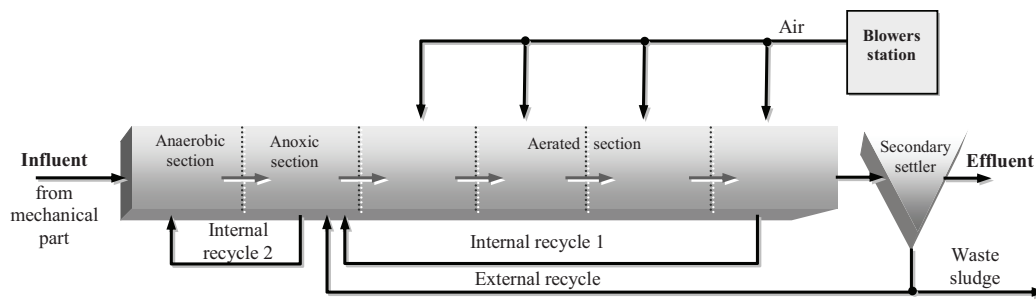 Air
Blowers
station
Influent
from
mechanical
part
Anaerobic
section
Anoxic
section
Aerated section
Secondary
settler
Effluent
Internal
recycle 2
Internal recycle 1
External recycle
Waste
sludge